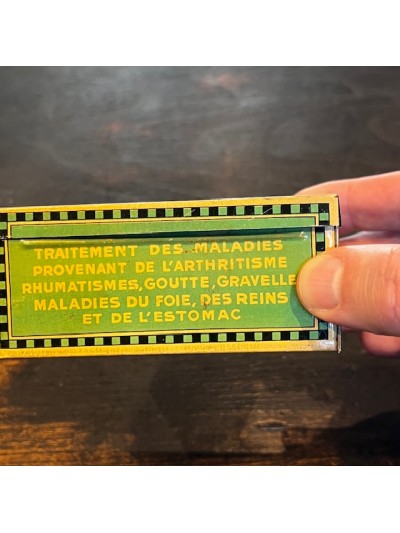 TRAITEMENT DES MALADIES
PROVENANT DE L'ARTHRITISME
RHUMATISMES, GOUTTE, GRAVELLE
MALADIES DU FOIE, DES REINS
ET DE L'ESTOMAC